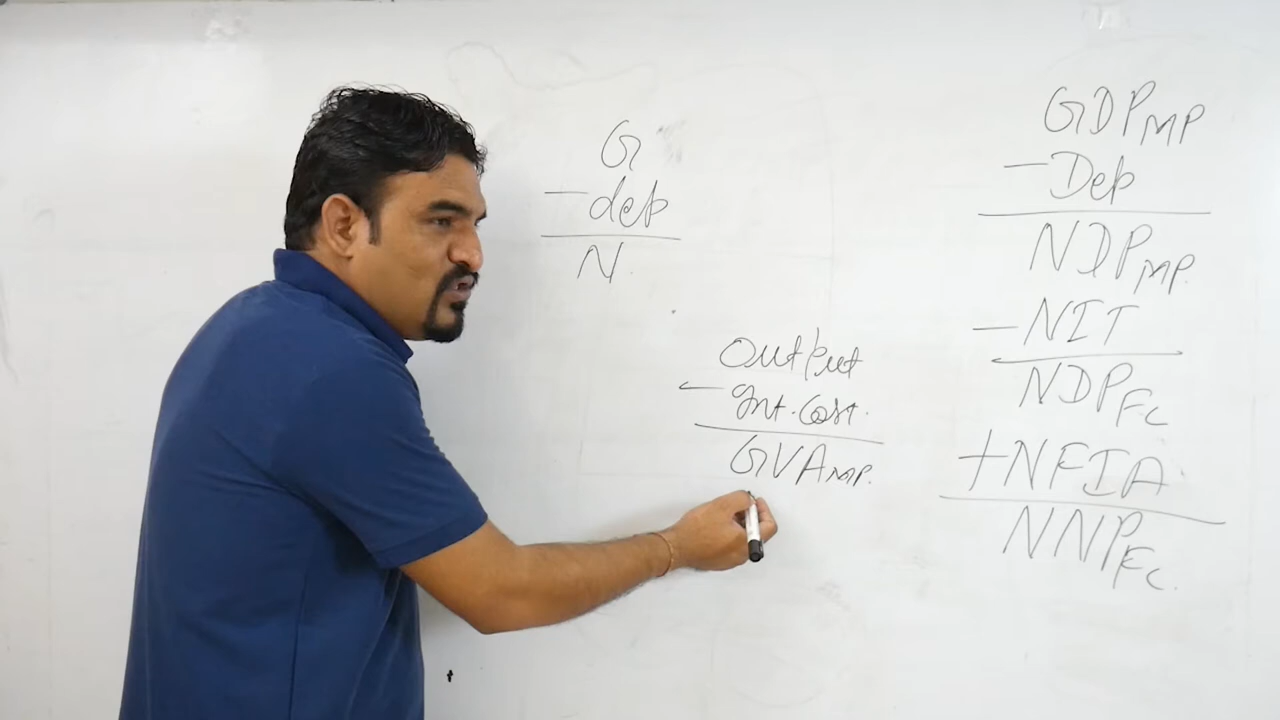 G
- dep
N
Output
- Int. Cost.
GVAMP.
GDPMP
- Dep
NDPMP.
- NIT
NDPFC
+ NFIA
NNPFC.